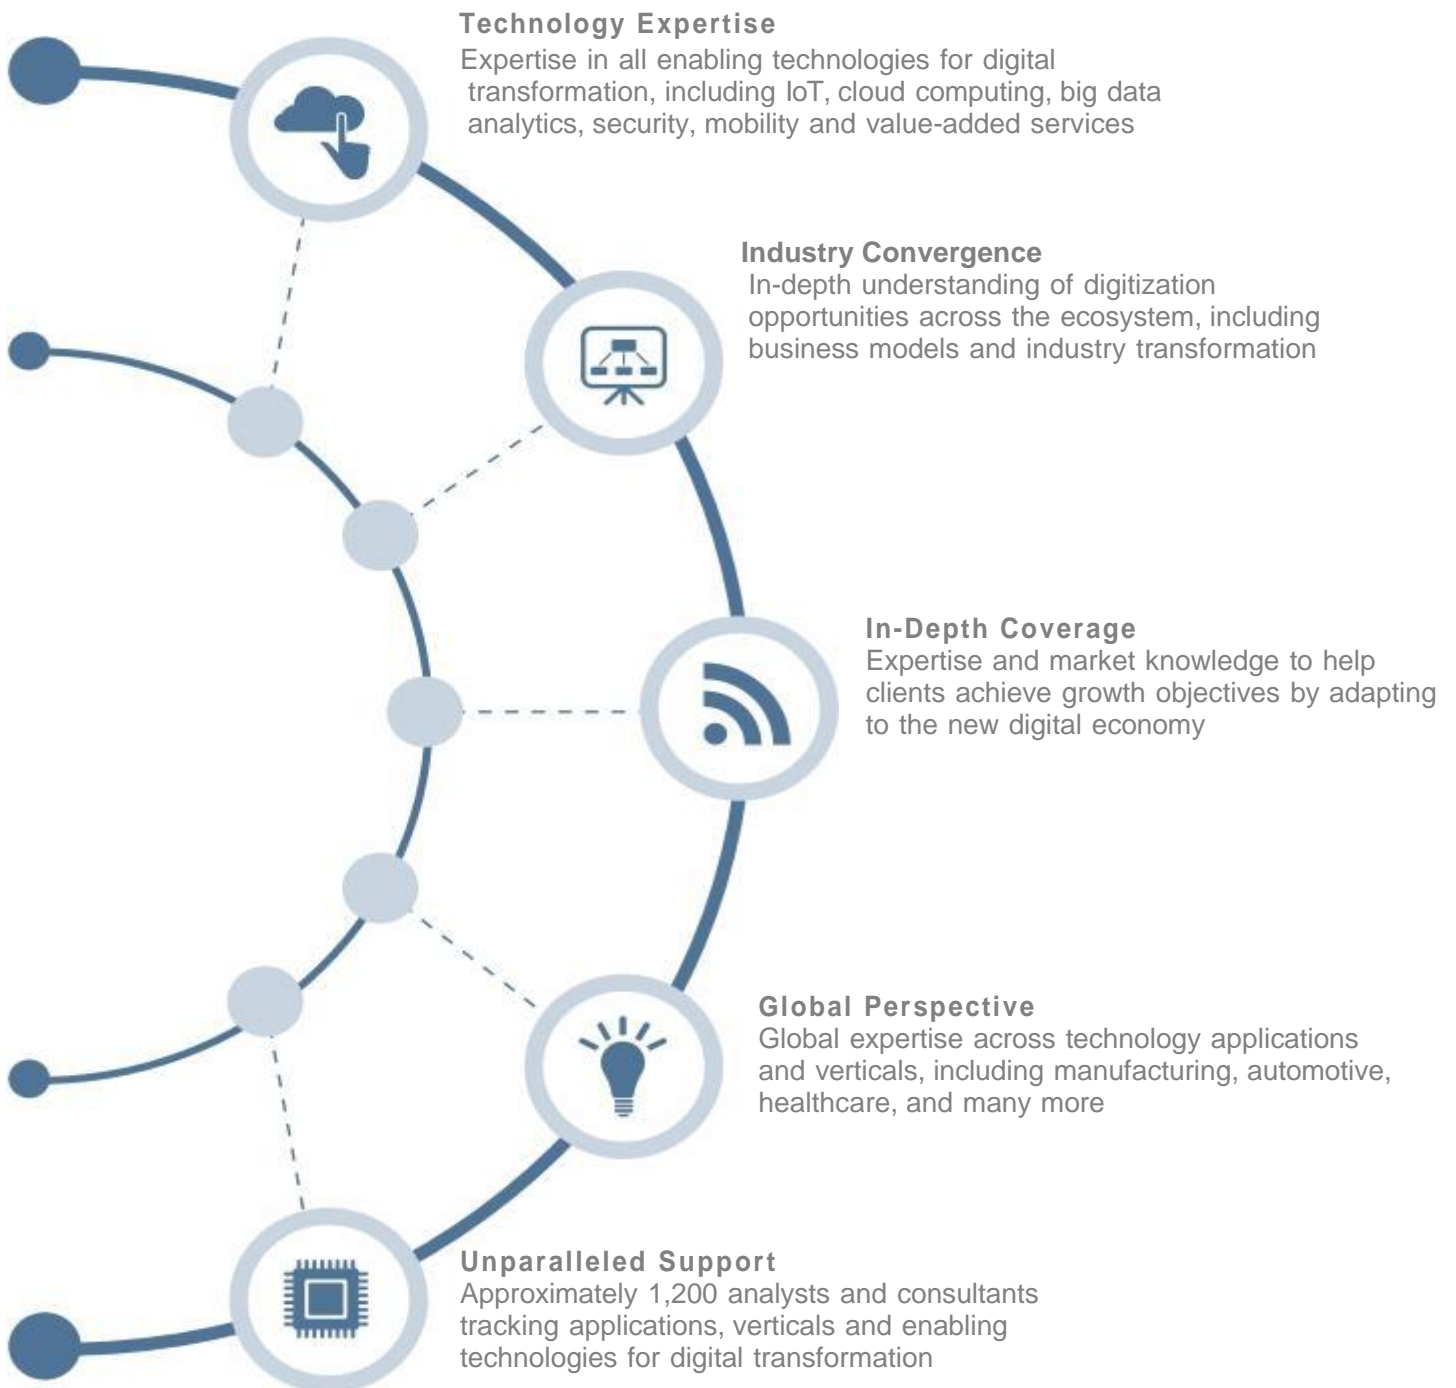 Technology Expertise
Expertise in all enabling technologies for digital
transformation, including IoT, cloud computing, big data
analytics, security, mobility and value-added services
Industry Convergence
In-depth understanding of digitization
opportunities across the ecosystem, including
business models and industry transformation
In-Depth Coverage
Expertise and market knowledge to help
clients achieve growth objectives by adapting
to the new digital economy
Global Perspective
Global expertise across technology applications
and verticals, including manufacturing, automotive,
healthcare, and many more
Unparalleled Support
Approximately 1,200 analysts and consultants
tracking applications, verticals and enabling
technologies for digital transformation